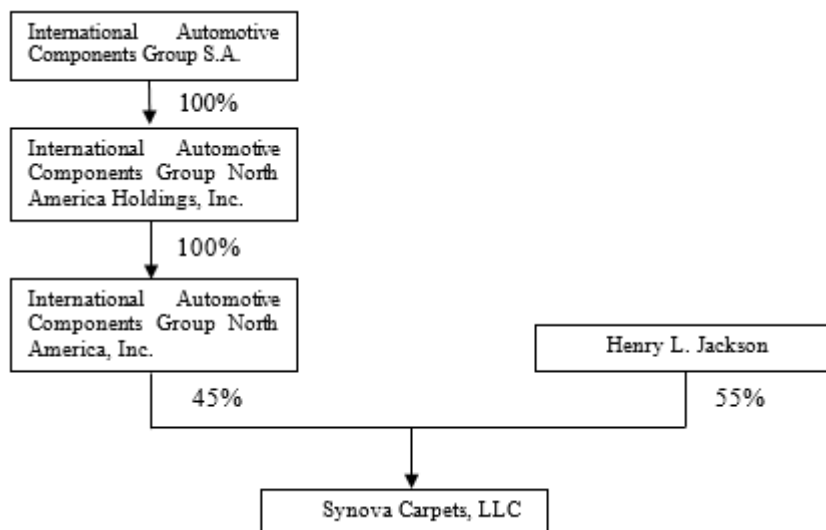 International Automotive
Components Group S.A.
100%
International Automotive
Components Group North
America Holdings, Inc.
100%
International Automotive
Components Group North
America, Inc.
Henry L. Jackson
45%
55%
Synova Carpets, LLC